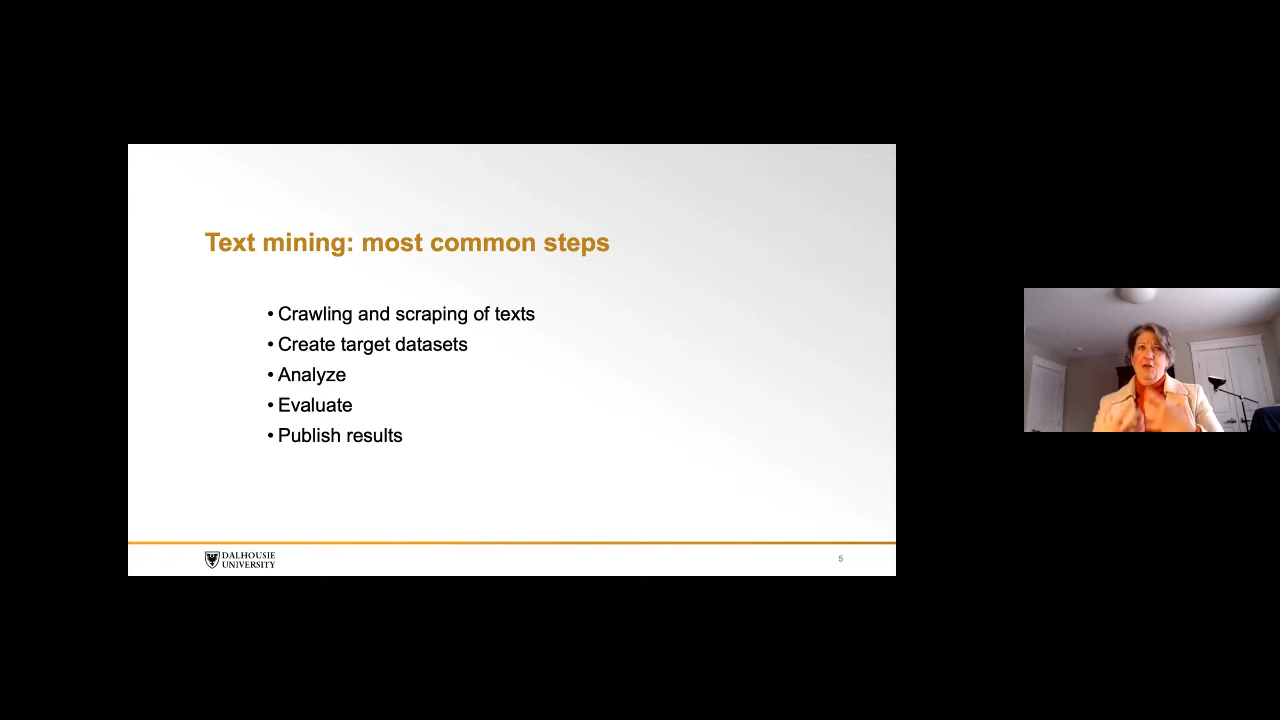 Text mining: most common steps
• Crawling and scraping of texts
• Create target datasets
• Analyze
• Evaluate
• Publish results
DALHOUSIE
UNIVERSITY
5